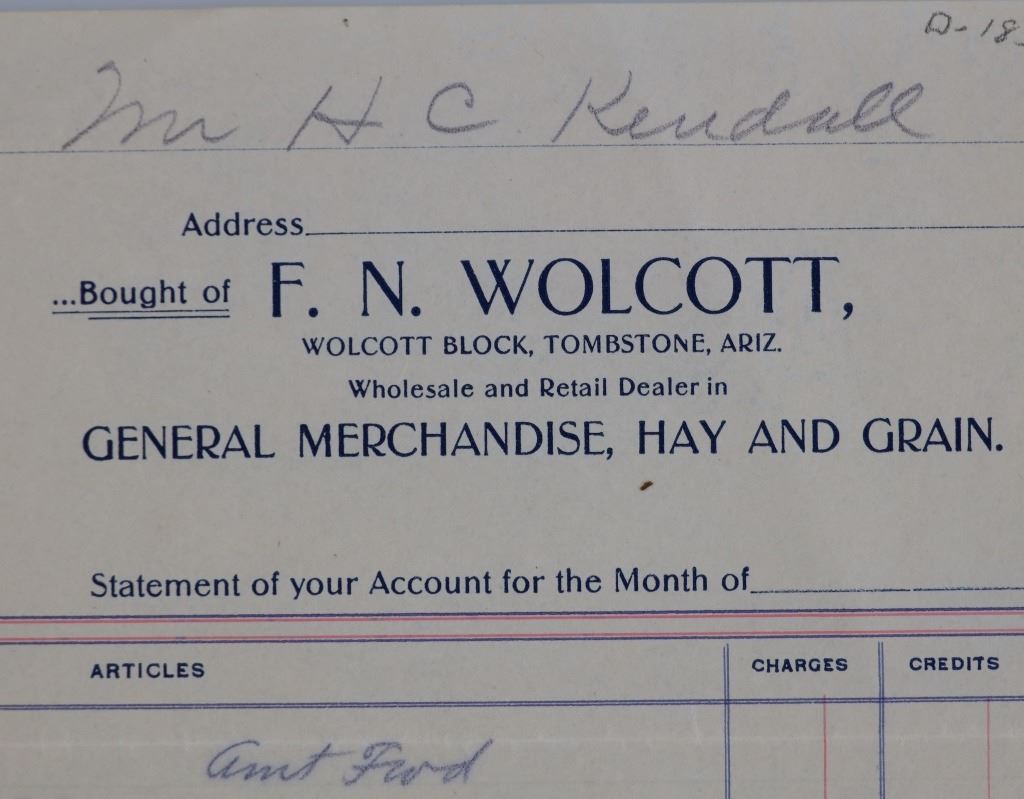 D-18
Mr H C Kendall
Address
...Bought of F. N. WOLCOTT,
WOLCOTT BLOCK, TOMBSTONE, ARIZ.
Wholesale and Retail Dealer in
GENERAL MERCHANDISE, HAY AND GRAIN.
Statement of your Account for the Month of
ARTICLES CHARGES CREDITS
Amt Fwd